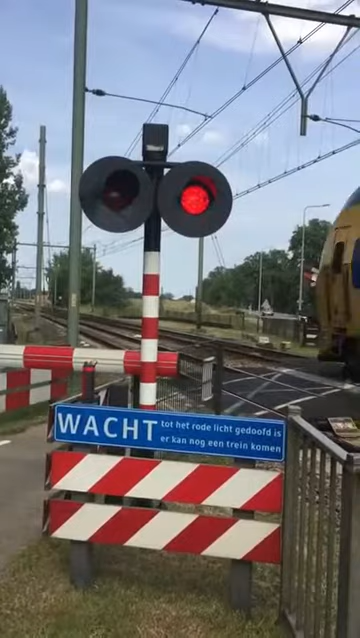 WACHT tot het rode licht gedoofd is
er kan nog een trein komen